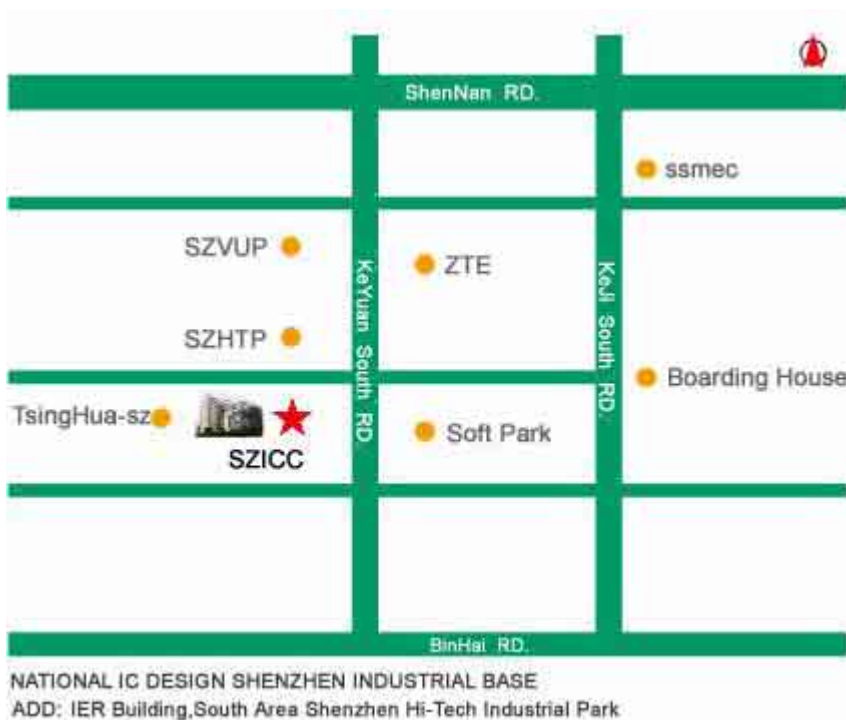 ShenNan RD.
ssmec
SZVUP
ZTE
KeYuan South RD.
KeJi South RD.
SZHTP
Boarding House
TsingHua-sz
Soft Park
SZICC
BinHai RD.
NATIONAL IC DESIGN SHENZHEN INDUSTRIAL BASE
ADD: IER Building,South Area Shenzhen Hi-Tech Industrial Park